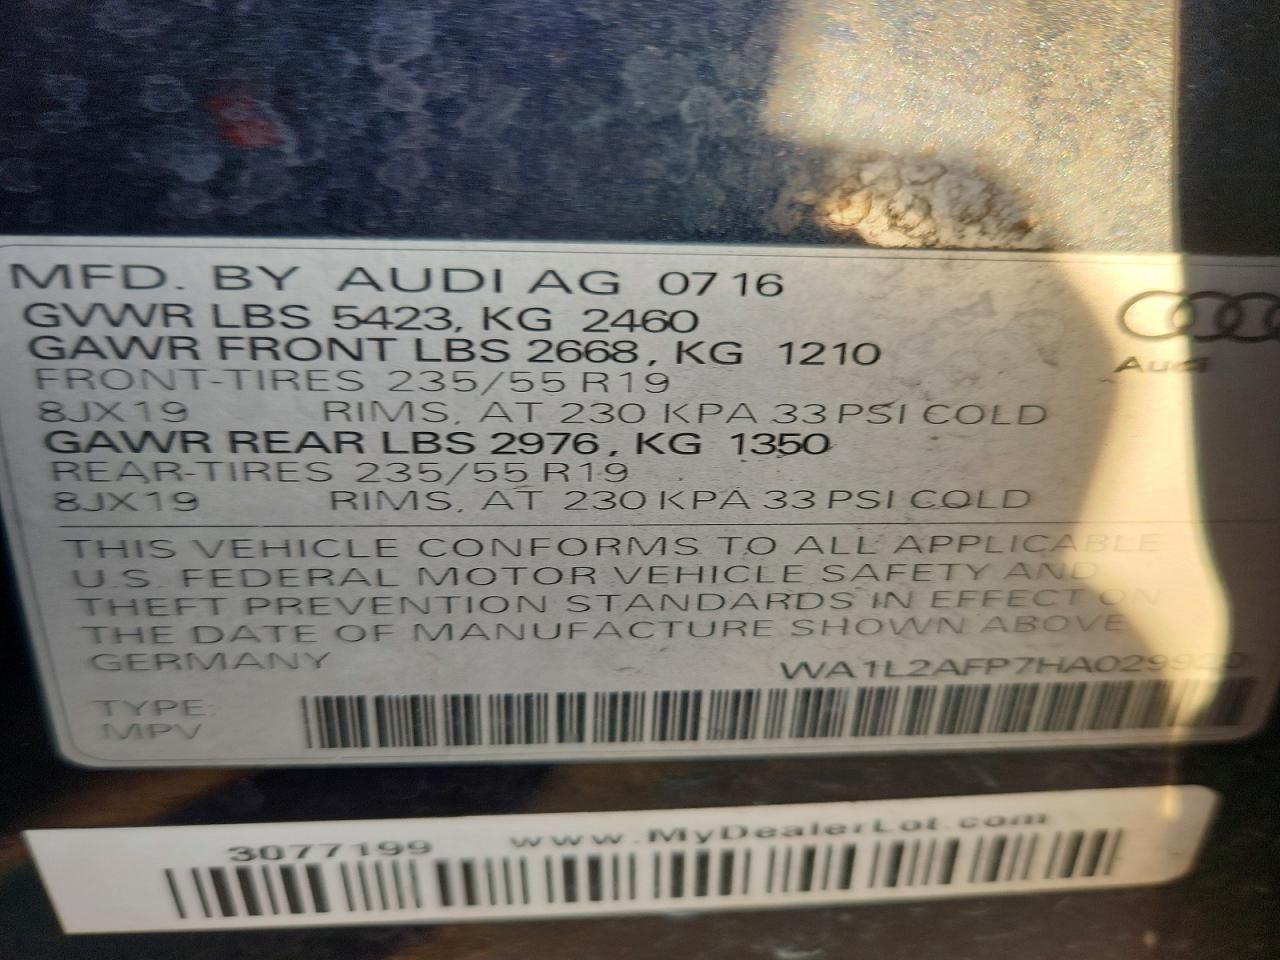 MFD. BY AUDI AG 07 16
GVWR LBS 5423, KG 2460
GAWR FRONT LBS 2668, KG 1210
FRONT-TIRES 235/55 R19
8JX19 RIMS, AT 230 KPA 33 PSI COLD
GAWR REAR LBS 2976, KG 1350
REAR-TIRES 235/55 R19
8JX19 RIMS, AT 230 KPA 33 PSI COLD
Audi
THIS VEHICLE CONFORMS TO ALL APPLICABLE
U.S. FEDERAL MOTOR VEHICLE SAFETY AND
THEFT PREVENTION STANDARDS IN EFFECT ON
THE DATE OF MANUFACTURE SHOWN ABOVE
GERMANY
TYPE:
MPV
3077199 www.MyDealerLot.com